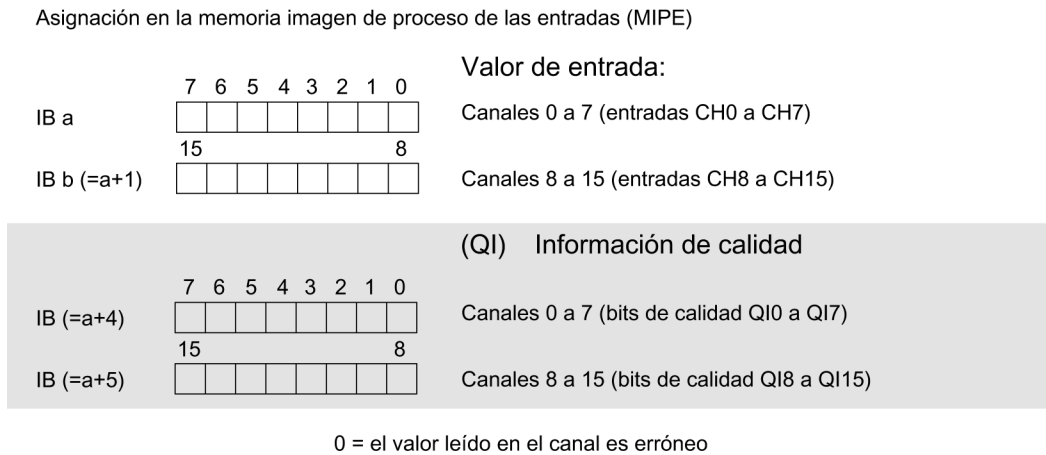 Asignación en la memoria imagen de proceso de las entradas (MIPE)
Valor de entrada:
7 6 5 4 3 2 1 0
IB a Canales 0 a 7 (entradas CH0 a CH7)
15 8
IB b (=a+1) Canales 8 a 15 (entradas CH8 a CH15)
(QI) Información de calidad
7 6 5 4 3 2 1 0
IB (=a+4) Canales 0 a 7 (bits de calidad QI0 a QI7)
15 8
IB (=a+5) Canales 8 a 15 (bits de calidad QI8 a QI15)
0 = el valor leído en el canal es erróneo